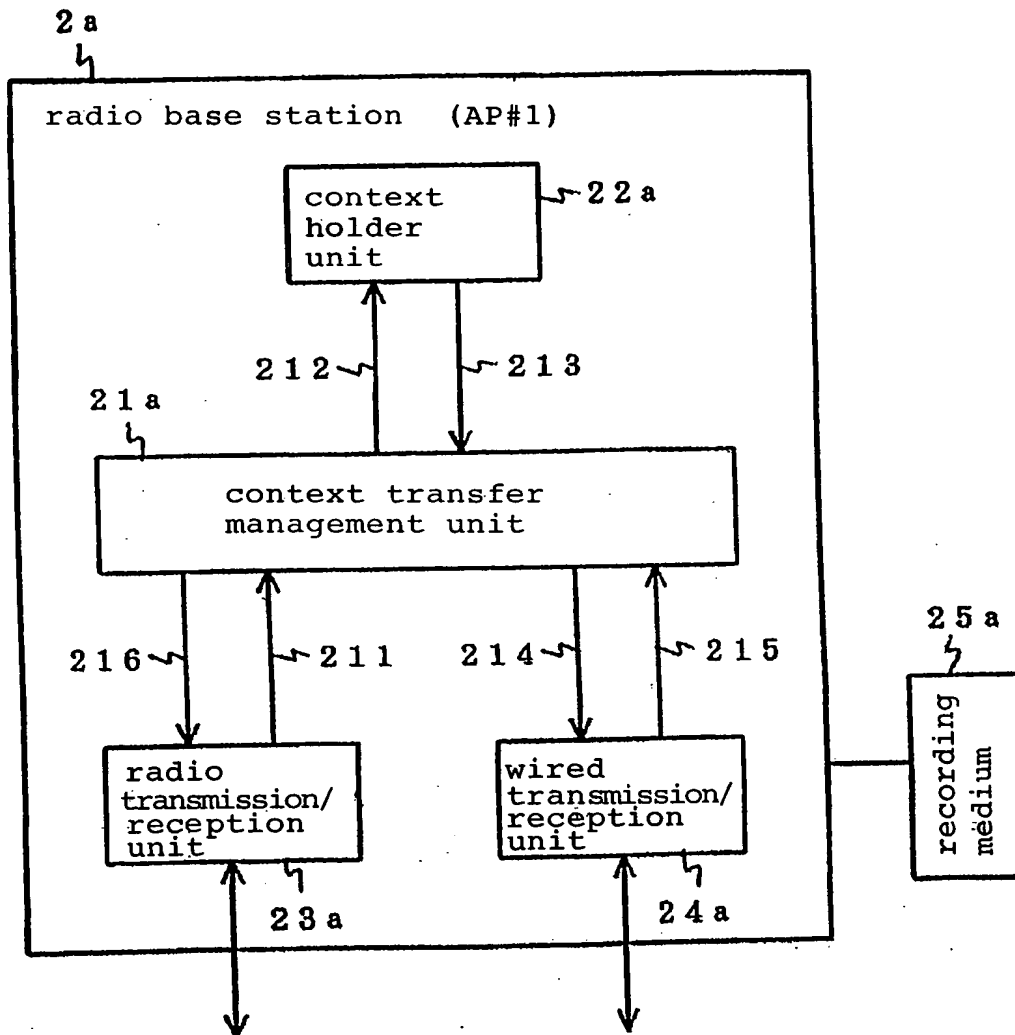 2a
radio base station (AP#1)
context
holder
unit
22a
212
213
21a
context transfer
management unit
216
211
214
215
25a
recording
medium
radio
transmission/
reception
unit
wired
transmission/
reception
unit
23a
24a